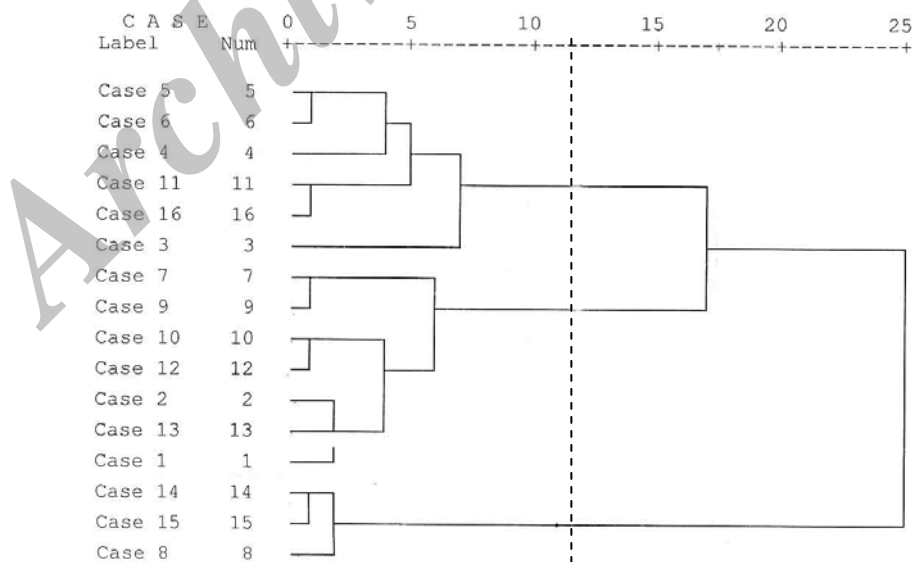 C A S E 0 5 10 15 20 25
Label Num +---------+---------+---------+---------+---------+
Case 5 5
Case 6 6
Case 4 4
Case 11 11
Case 16 16
Case 3 3
Case 7 7
Case 9 9
Case 10 10
Case 12 12
Case 2 2
Case 13 13
Case 1 1
Case 14 14
Case 15 15
Case 8 8
Archiv